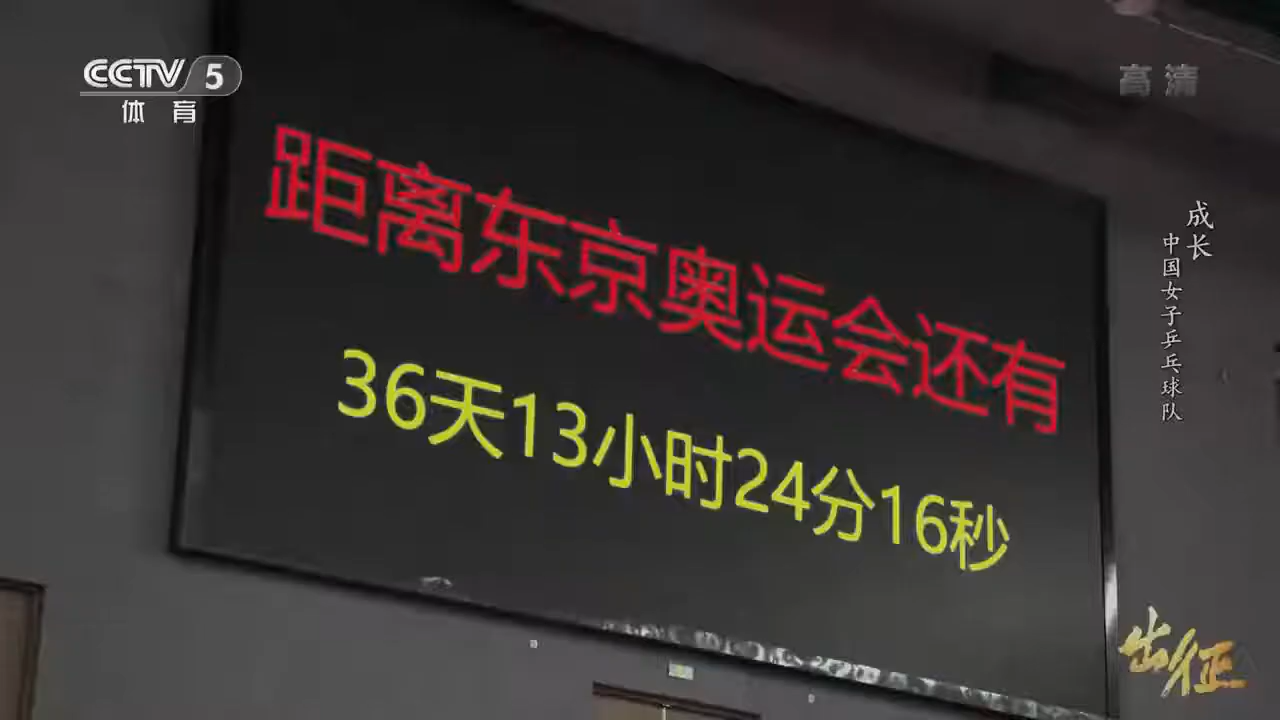 CCTV 5
体育
高清
距离东京奥运会还有
36天13小时24分16秒
成长
中国女子乒乓球队
出征